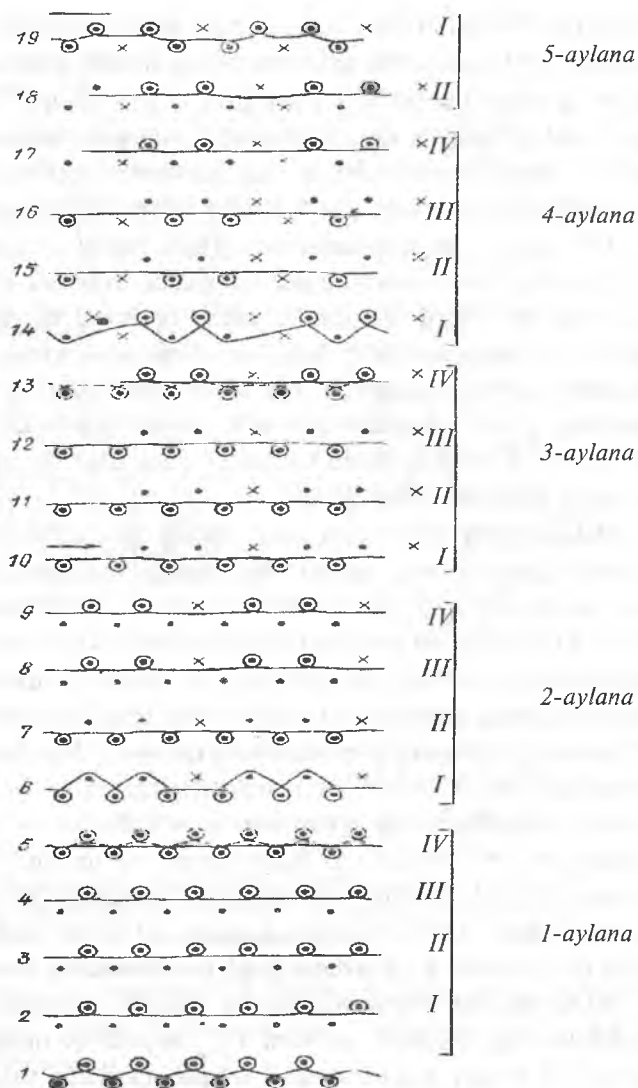 19 I
5-aylana
18 II
17 IV
16 III
4-aylana
15 II
14 I
13 IV
12 III
3-aylana
11 II
10 I
9 IV
8 III
2-aylana
7 II
6 I
5 IV
4 III
1-aylana
3 II
2 I
1